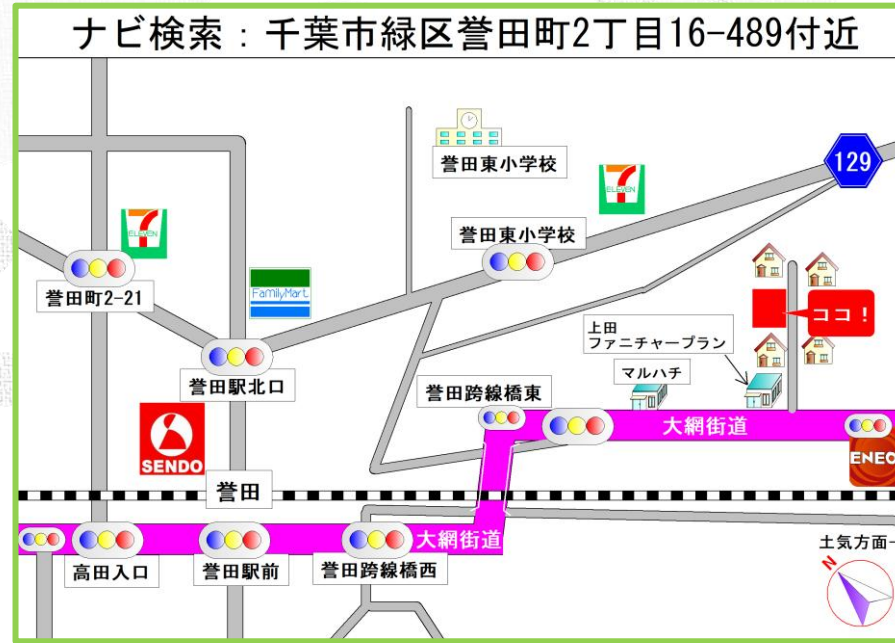 ナビ検索：千葉市緑区誉田町2丁目16-489付近
129
誉田東小学校
7
ELEVEN
誉田東小学校
7
ELEVEN
誉田町2-21
FamilyMart
ココ！
上田
ファニチャープラン
マルハチ
誉田駅北口
誉田跨線橋東
大網街道
SENDO
誉田
ENEO
大網街道
高田入口
誉田駅前
誉田跨線橋西
土気方面
N